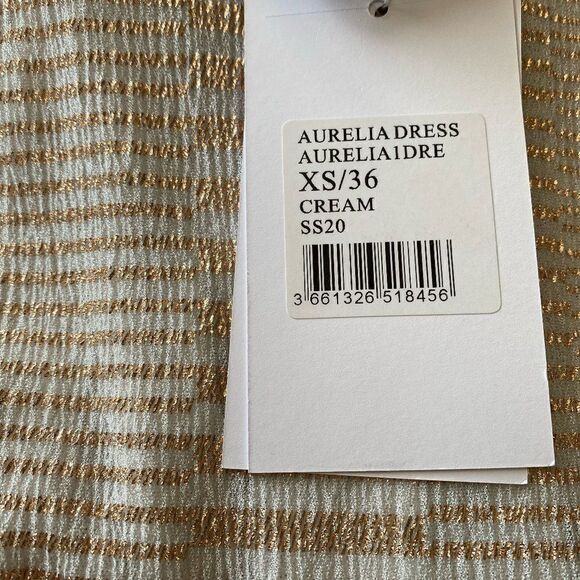 AURELIA DRESS
AURELIA1DRE
XS/36
CREAM
SS20
3 661326 518456